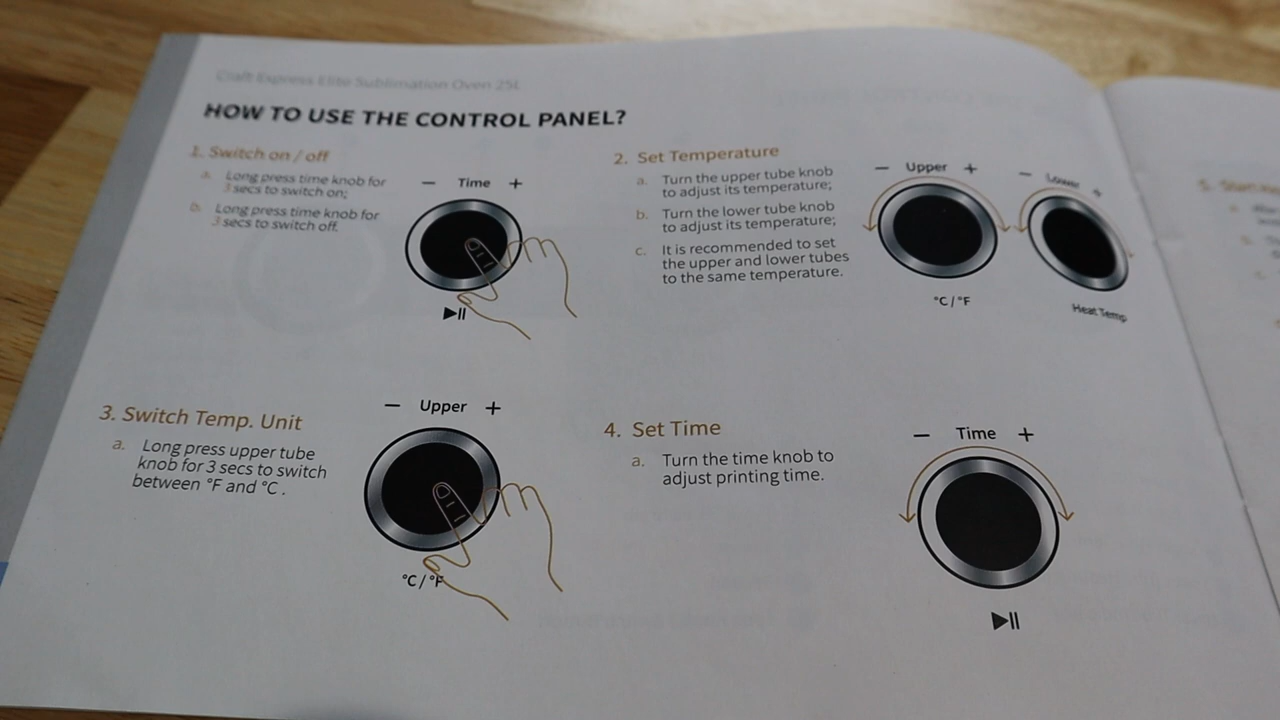 Craft Express Elite Sublimation Oven 25L
HOW TO USE THE CONTROL PANEL?
1. Switch on / off
a. Long press time knob for
3 secs to switch on;
b. Long press time knob for
3 secs to switch off.
− Time +
▶II
2. Set Temperature
a. Turn the upper tube knob
to adjust its temperature;
b. Turn the lower tube knob
to adjust its temperature;
c. It is recommended to set
the upper and lower tubes
to the same temperature.
− Upper +
°C / °F
− Lower +
Heat Temp
3. Switch Temp. Unit
a. Long press upper tube
knob for 3 secs to switch
between °F and °C .
− Upper +
°C / °F
4. Set Time
a. Turn the time knob to
adjust printing time.
− Time +
▶II
5.